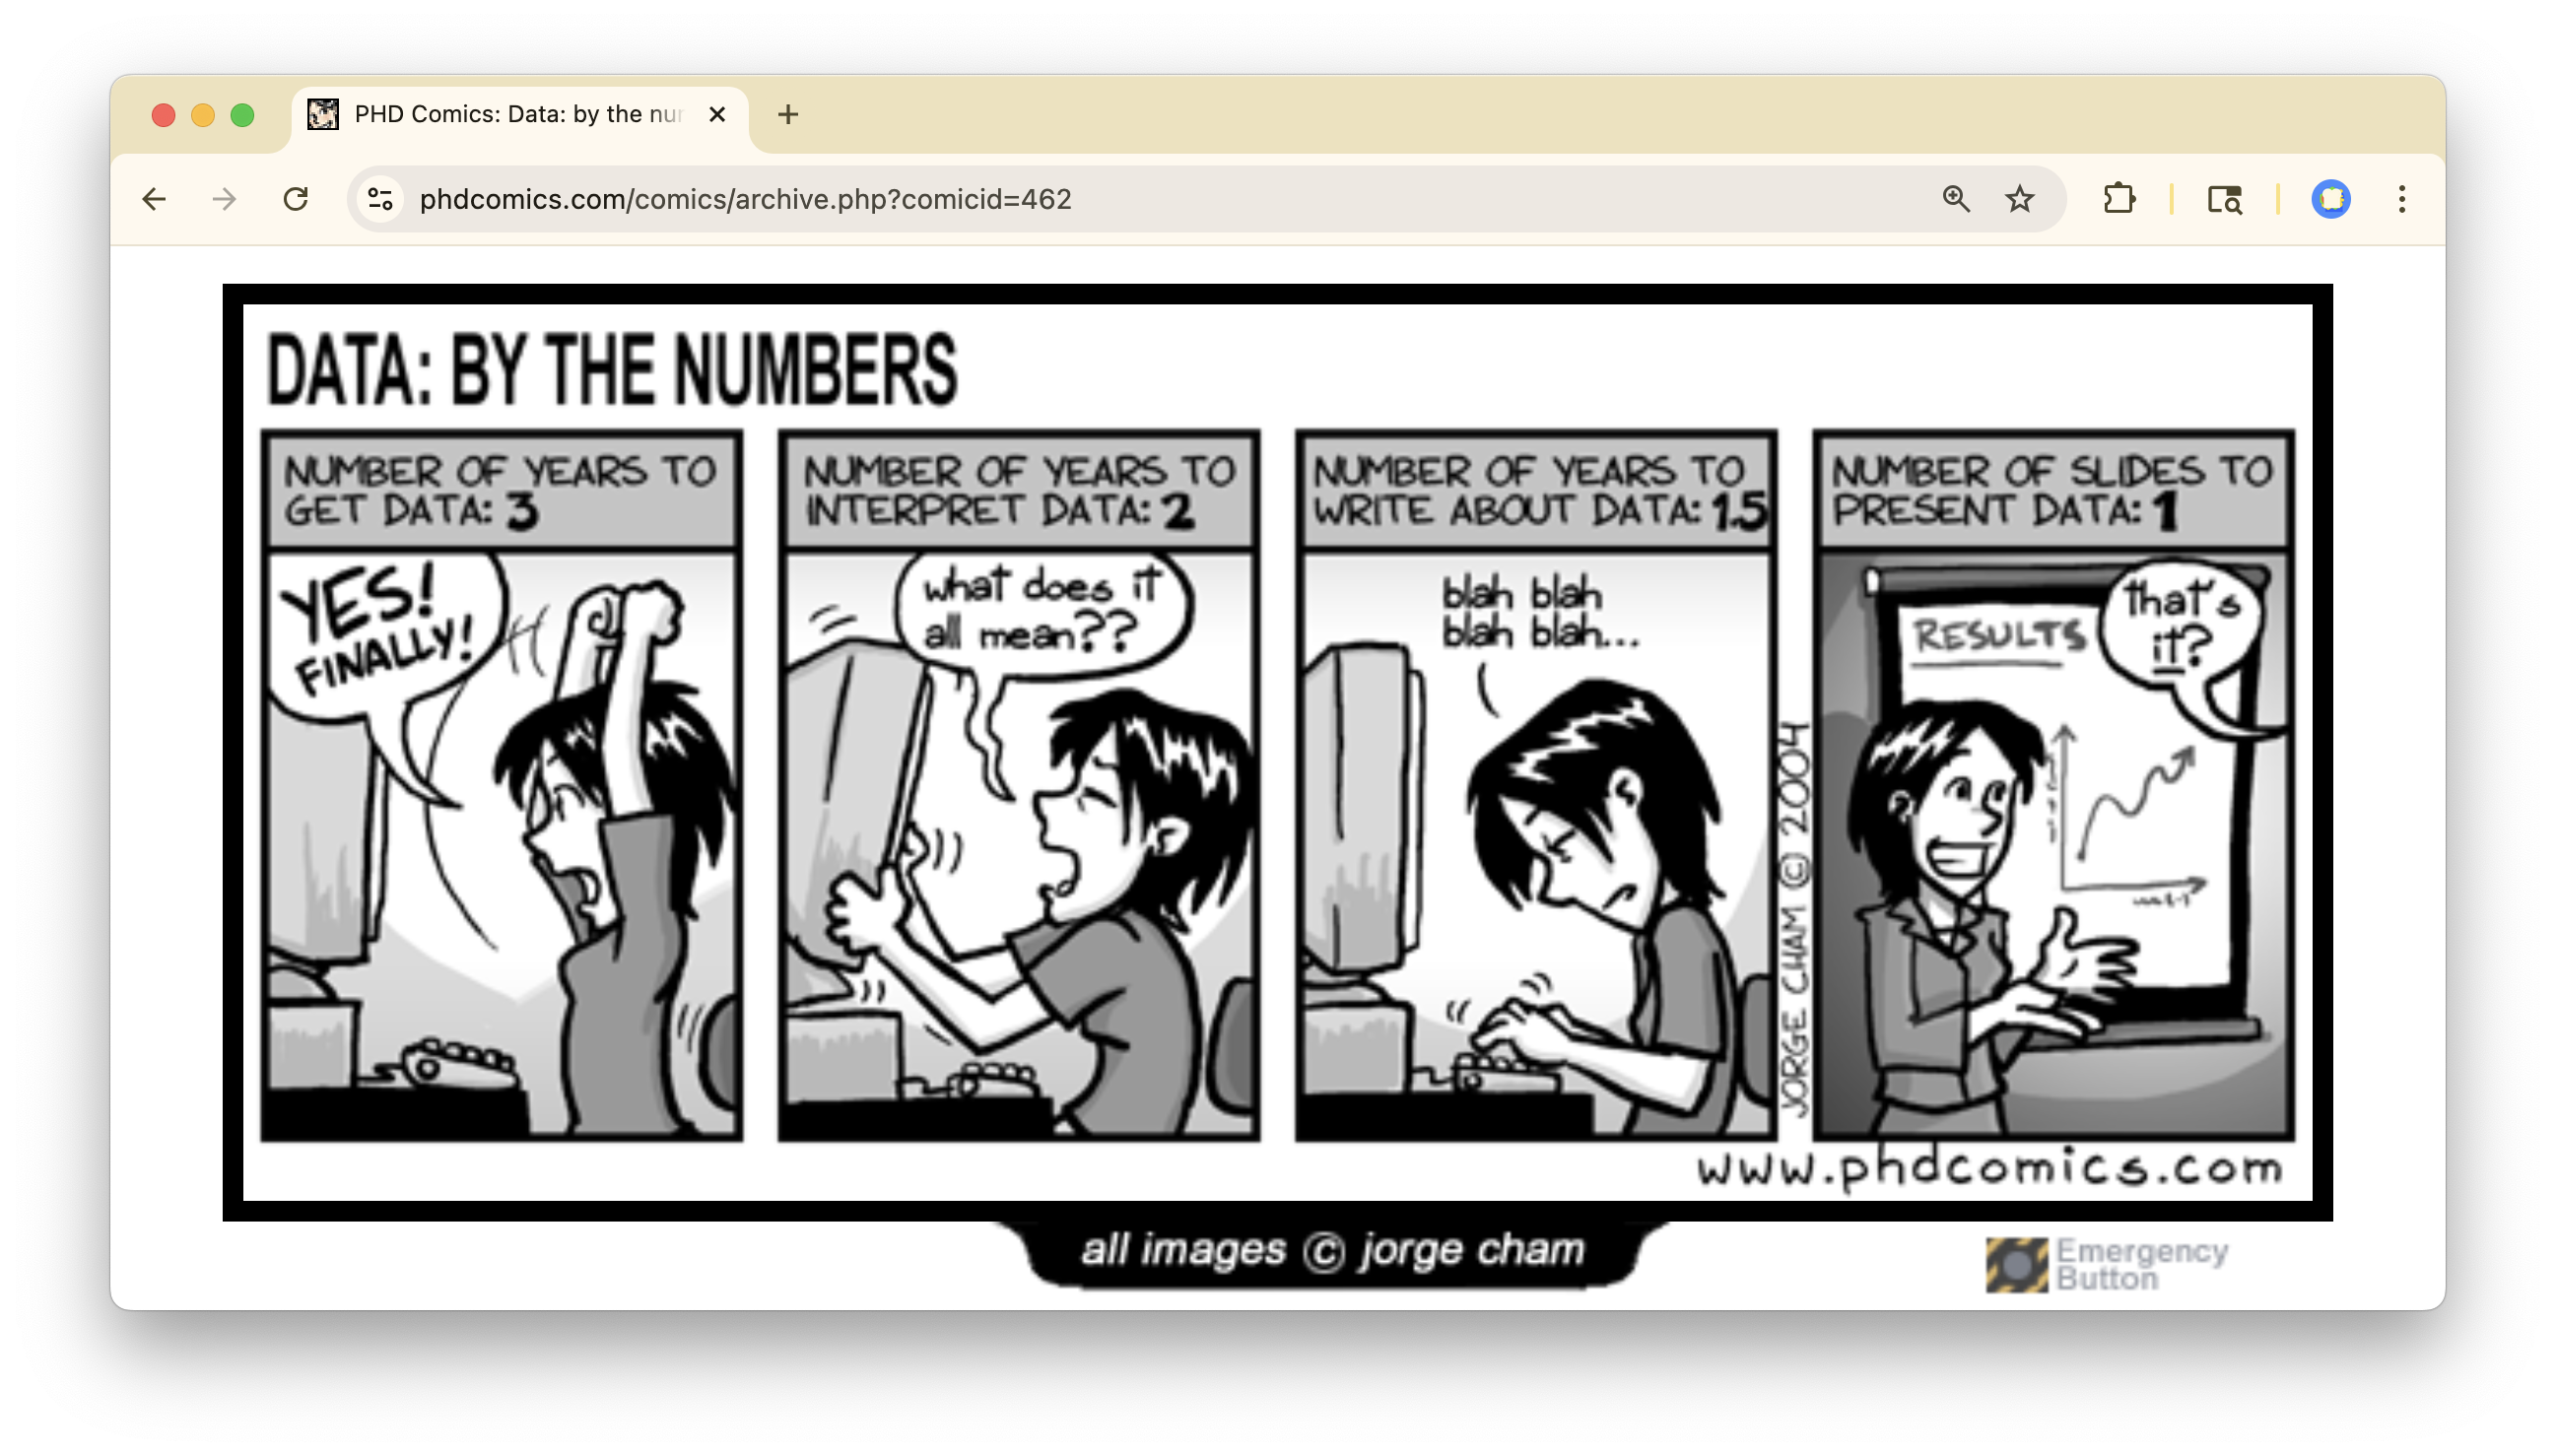 PHD Comics: Data: by the nur
phdcomics.com/comics/archive.php?comicid=462
DATA: BY THE NUMBERS
NUMBER OF YEARS TO
GET DATA: 3
YES!
FINALLY!
NUMBER OF YEARS TO
INTERPRET DATA: 2
what does it
all mean??
NUMBER OF YEARS TO
WRITE ABOUT DATA: 1.5
blah blah
blah blah...
JORGE CHAM © 2004
NUMBER OF SLIDES TO
PRESENT DATA: 1
that's
it?
RESULTS
www.phdcomics.com
all images © jorge cham
Emergency
Button